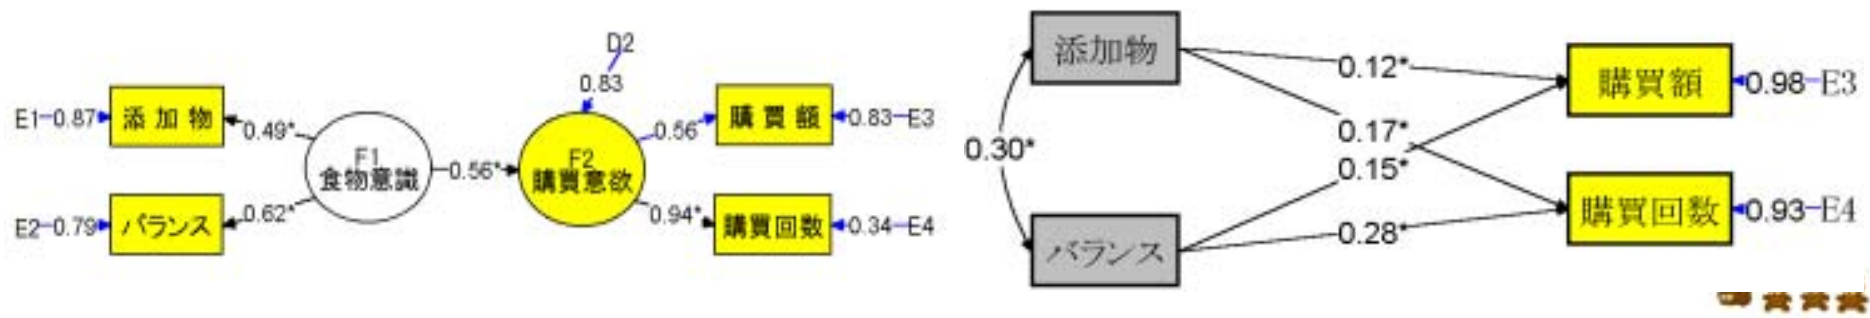 D2
0.83
E1 0.87 添加物 0.49*
F1
食物意識
0.56*
F2
購買意欲
0.56 購買額 0.83 E3
E2 0.79 バランス 0.62*
0.94* 購買回数 0.34 E4
添加物
0.12*
購買額 0.98 E3
0.30*
0.17*
0.15*
バランス
0.28*
購買回数 0.93 E4